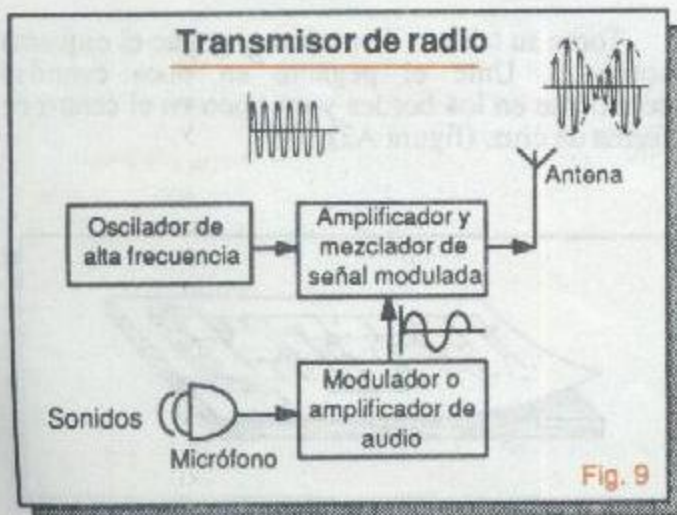 Transmisor de radio
Antena
Oscilador de
alta frecuencia
Amplificador y
mezclador de
señal modulada
Modulador o
amplificador de
audio
Sonidos
Micrófono
Fig. 9